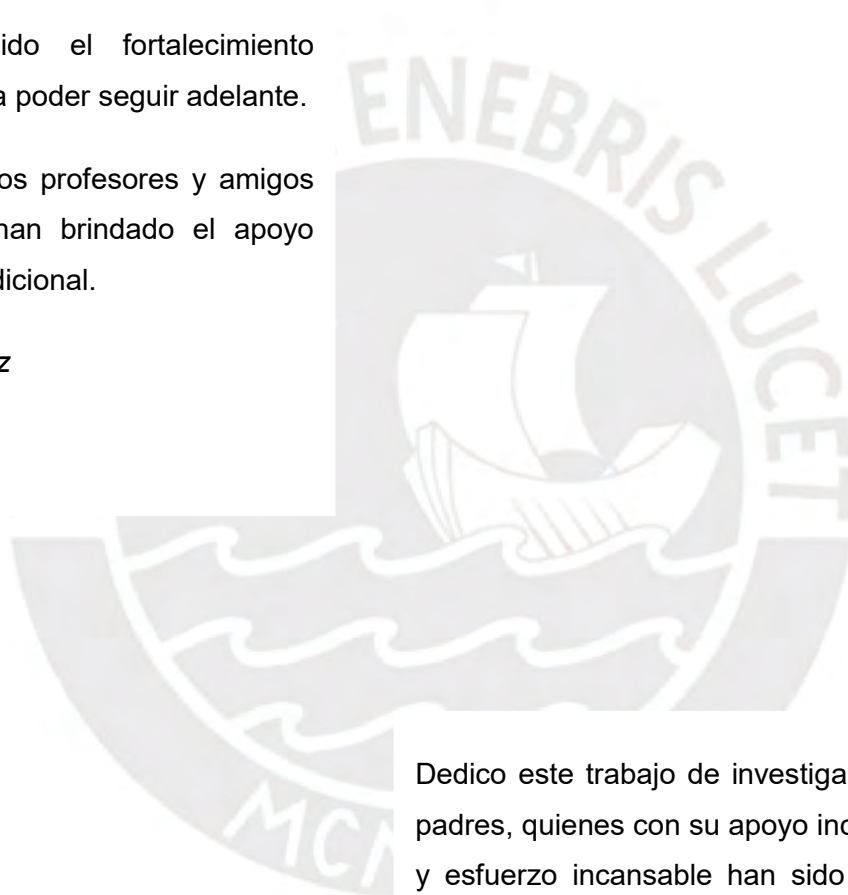 ido el fortalecimiento
a poder seguir adelante.
os profesores y amigos
han brindado el apoyo
dicional.
z
ENEBRIS LUCET
MC
Dedico este trabajo de investiga
padres, quienes con su apoyo inc
y esfuerzo incansable han sido